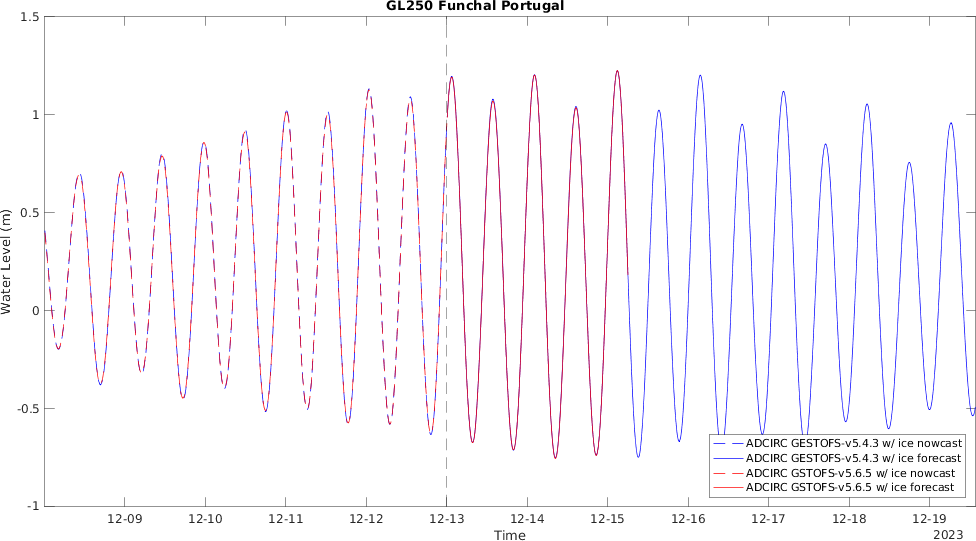 GL250 Funchal Portugal
1.5
1
0.5
0
-0.5
-1
Water Level (m)
12-09 12-10 12-11 12-12 12-13 12-14 12-15 12-16 12-17 12-18 12-19
Time
2023
ADCIRC GESTOFS-v5.4.3 w/ ice nowcast
ADCIRC GESTOFS-v5.4.3 w/ ice forecast
ADCIRC GSTOFS-v5.6.5 w/ ice nowcast
ADCIRC GSTOFS-v5.6.5 w/ ice forecast